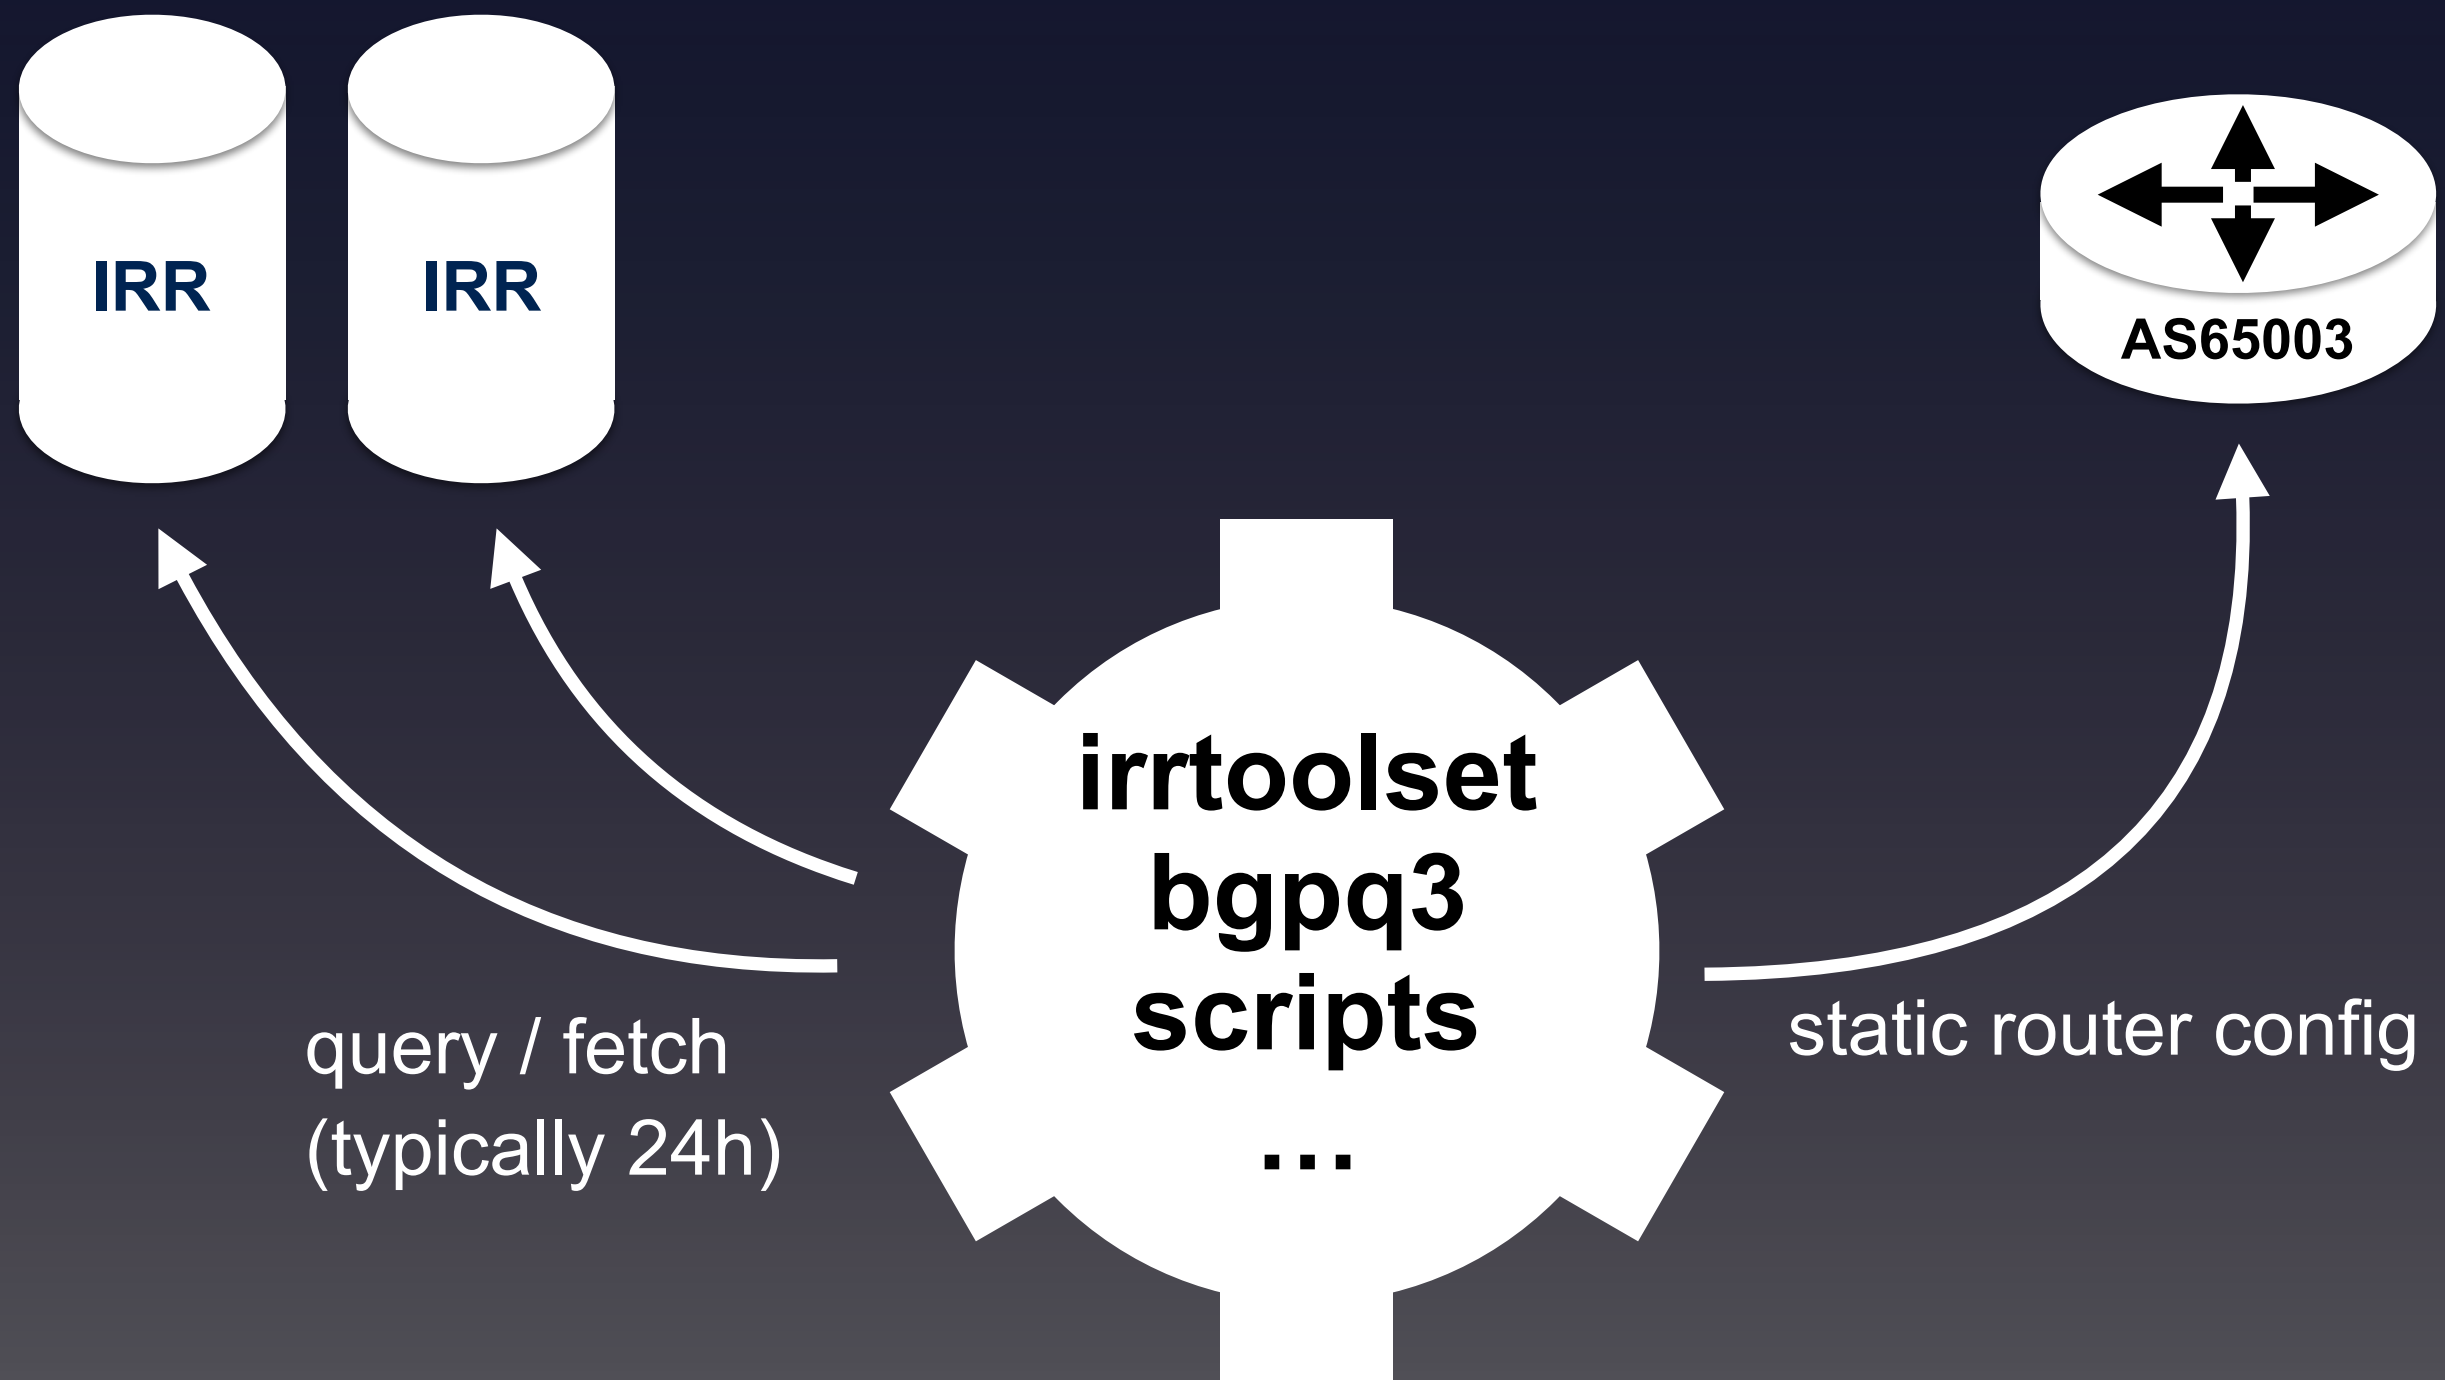 IRR
IRR
AS65003
irrtoolset
bgpq3
scripts
...
query / fetch
(typically 24h)
static router config